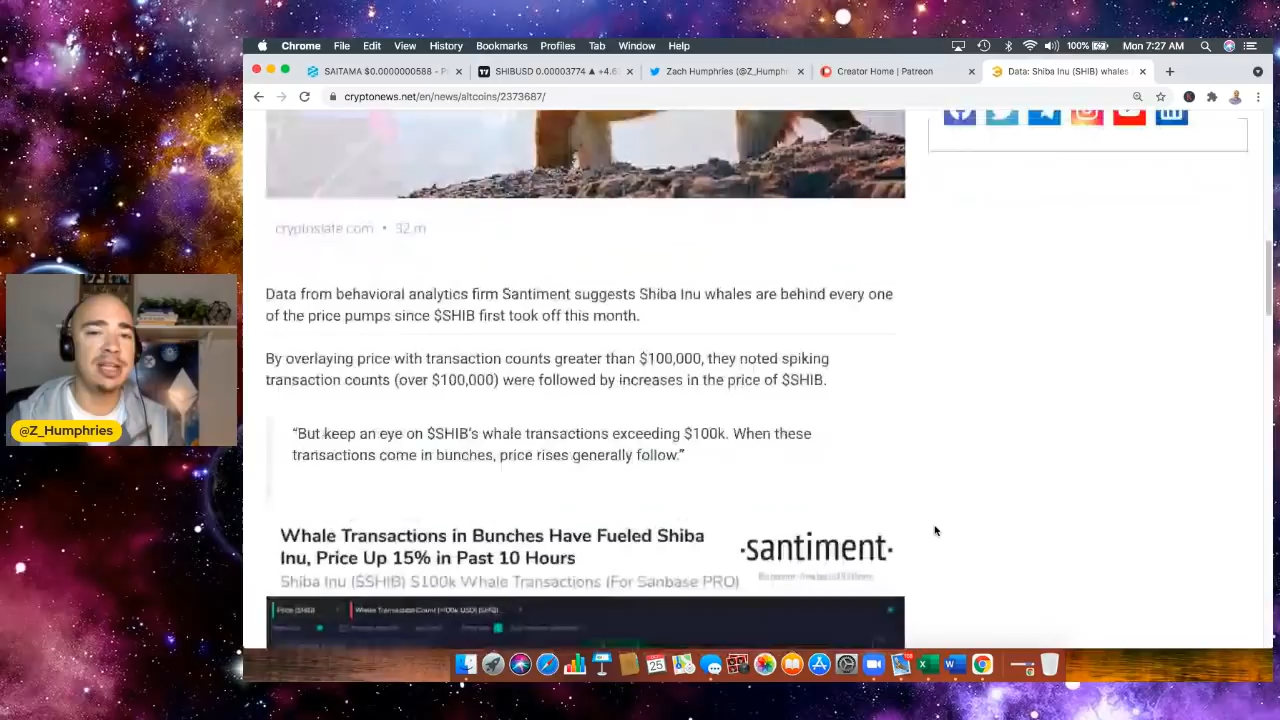 Chrome File Edit View History Bookmarks Profiles Tab Window Help 100% Mon 7:27 AM
SAITAMA $0.0000000588 - P
SHIBUSD 0.00003774 ▲ +4.6
Zach Humphries (@Z_Humph
Creator Home | Patreon
Data: Shiba Inu (SHIB) whales
cryptonews.net/en/news/altcoins/2373687/
cryptoslate.com • 32 m
Data from behavioral analytics firm Santiment suggests Shiba Inu whales are behind every one
of the price pumps since $SHIB first took off this month.
By overlaying price with transaction counts greater than $100,000, they noted spiking
transaction counts (over $100,000) were followed by increases in the price of $SHIB.
“But keep an eye on $SHIB’s whale transactions exceeding $100k. When these
transactions come in bunches, price rises generally follow.”
Whale Transactions in Bunches Have Fueled Shiba
Inu, Price Up 15% in Past 10 Hours
·santiment·
Shiba Inu ($SHIB) $100k Whale Transactions (For Sanbase PRO)
@Z_Humphries
25